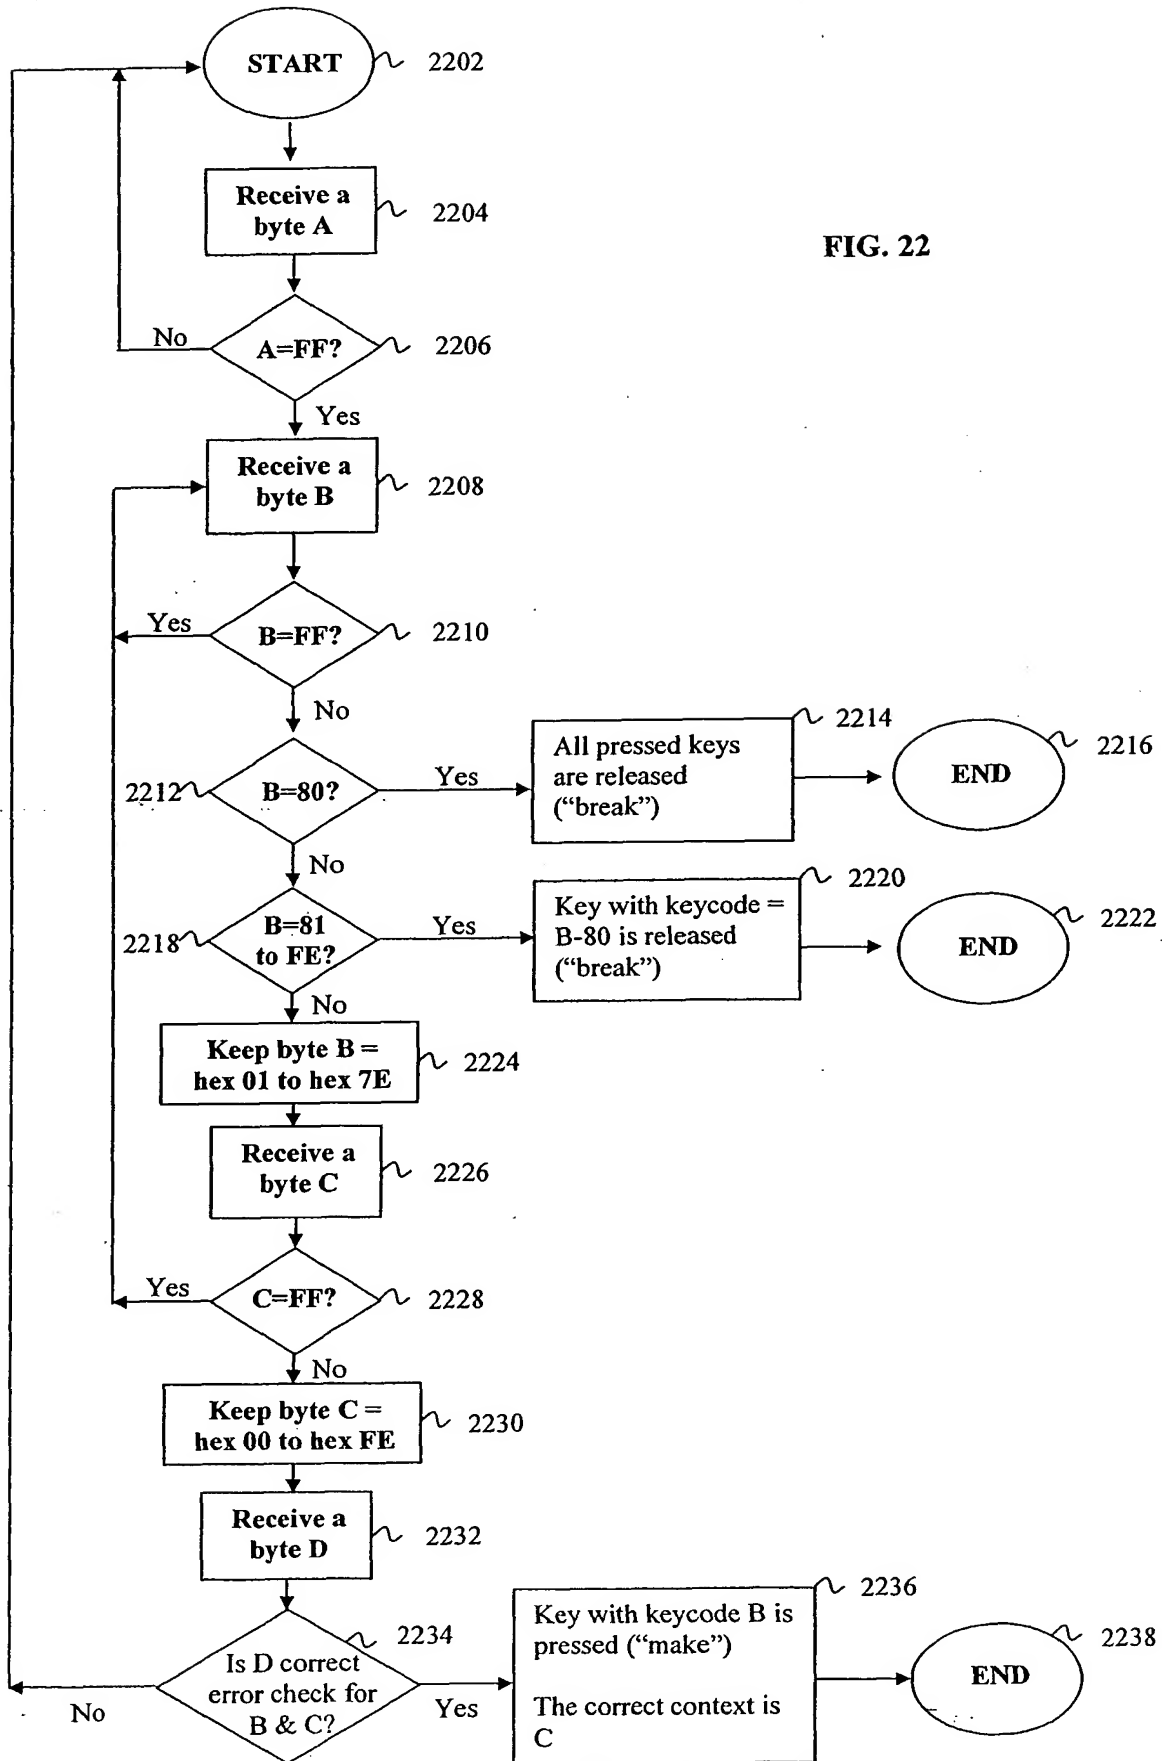 START
2202
Receive a
byte A
2204
FIG. 22
A=FF?
2206
No
Yes
Receive a
byte B
2208
B=FF?
2210
Yes
No
2212
B=80?
Yes
All pressed keys
are released
("break")
2214
END
2216
No
2218
B=81
to FE?
Yes
Key with keycode =
B-80 is released
("break")
2220
END
2222
No
Keep byte B =
hex 01 to hex 7E
2224
Receive a
byte C
2226
C=FF?
2228
Yes
No
Keep byte C =
hex 00 to hex FE
2230
Receive a
byte D
2232
Is D correct
error check for
B & C?
2234
No
Yes
Key with keycode B is
pressed ("make")
The correct context is
C
2236
END
2238